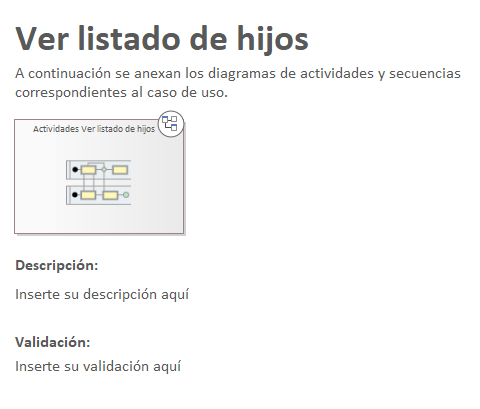 Ver listado de hijos
A continuación se anexan los diagramas de actividades y secuencias
correspondientes al caso de uso.
Actividades Ver listado de hijos
Descripción:
Inserte su descripción aquí
Validación:
Inserte su validación aquí